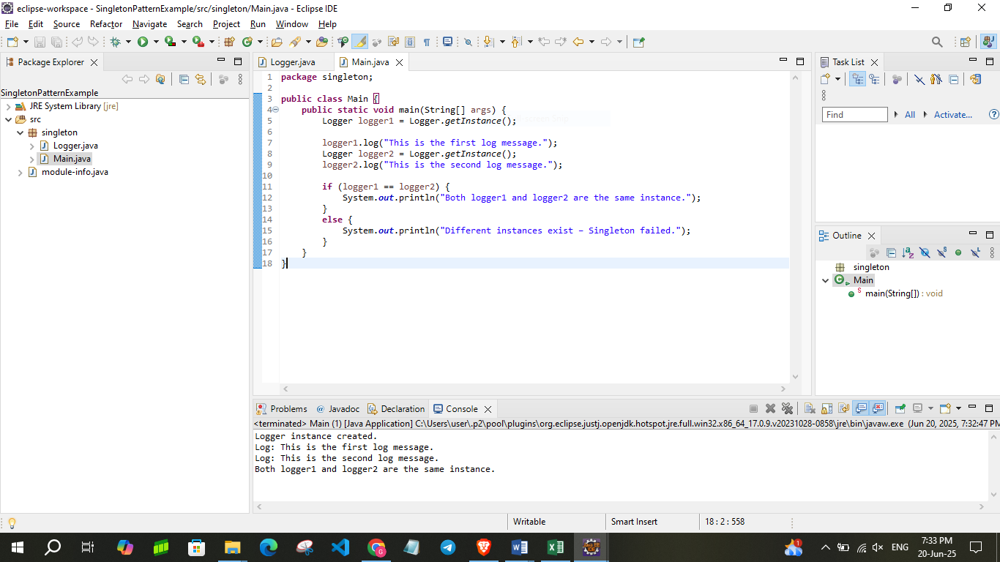 eclipse-workspace - SingletonPatternExample/src/singleton/Main.java - Eclipse IDE
File Edit Source Refactor Navigate Search Project Run Window Help
Package Explorer
SingletonPatternExample
JRE System Library [jre]
src
singleton
Logger.java
Main.java
module-info.java
Logger.java Main.java
1 package singleton;
2
3 public class Main {
4 public static void main(String[] args) {
5 Logger logger1 = Logger.getInstance();
6
7 logger1.log("This is the first log message.");
8 Logger logger2 = Logger.getInstance();
9 logger2.log("This is the second log message.");
10
11 if (logger1 == logger2) {
12 System.out.println("Both logger1 and logger2 are the same instance.");
13 }
14 else {
15 System.out.println("Different instances exist – Singleton failed.");
16 }
17 }
18 }
Task List
Find All Activate...
Outline
singleton
Main
main(String[]) : void
Problems @ Javadoc Declaration Console
<terminated> Main (1) [Java Application] C:\Users\user\.p2\pool\plugins\org.eclipse.justj.openjdk.hotspot.jre.full.win32.x86_64_17.0.9.v20231028-0858\jre\bin\javaw.exe (Jun 20, 2025, 7:32:47 PM
Logger instance created.
Log: This is the first log message.
Log: This is the second log message.
Both logger1 and logger2 are the same instance.
Writable Smart Insert 18 : 2 : 558
ENG
7:33 PM
20-Jun-25